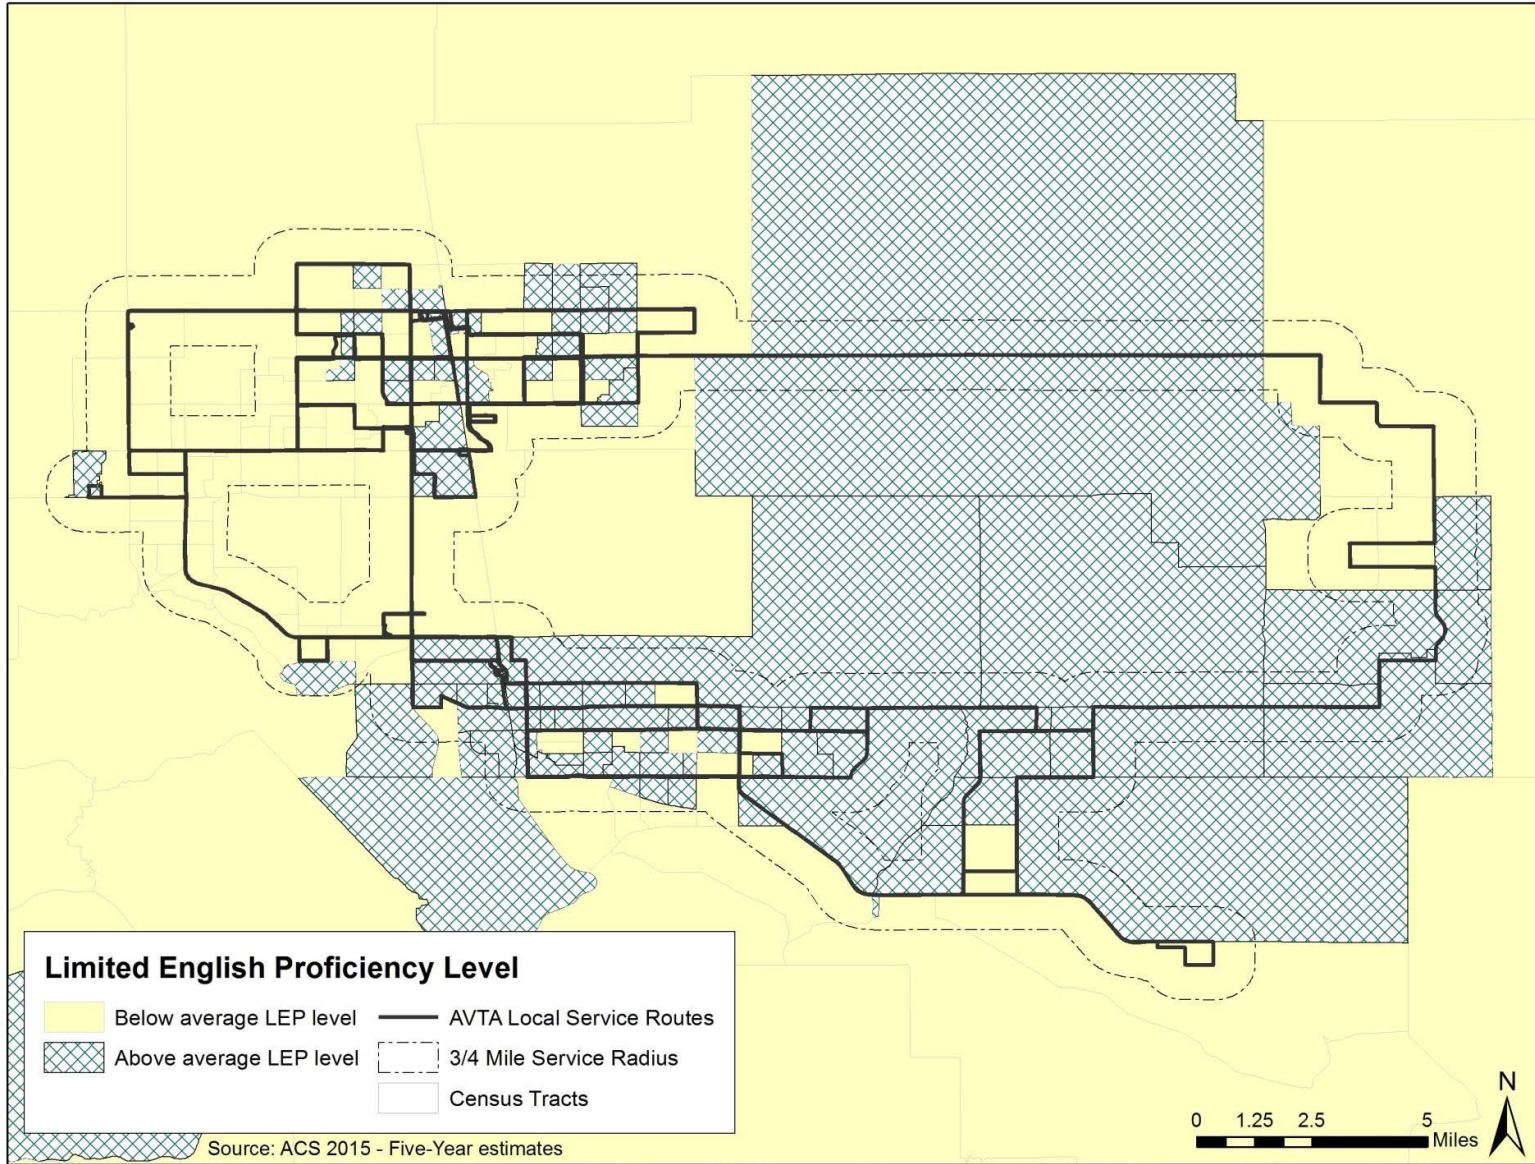 Limited English Proficiency Level
Below average LEP level
AVTA Local Service Routes
Above average LEP level
3/4 Mile Service Radius
Census Tracts
Source: ACS 2015 - Five-Year estimates
N
0 1.25 2.5 5
Miles